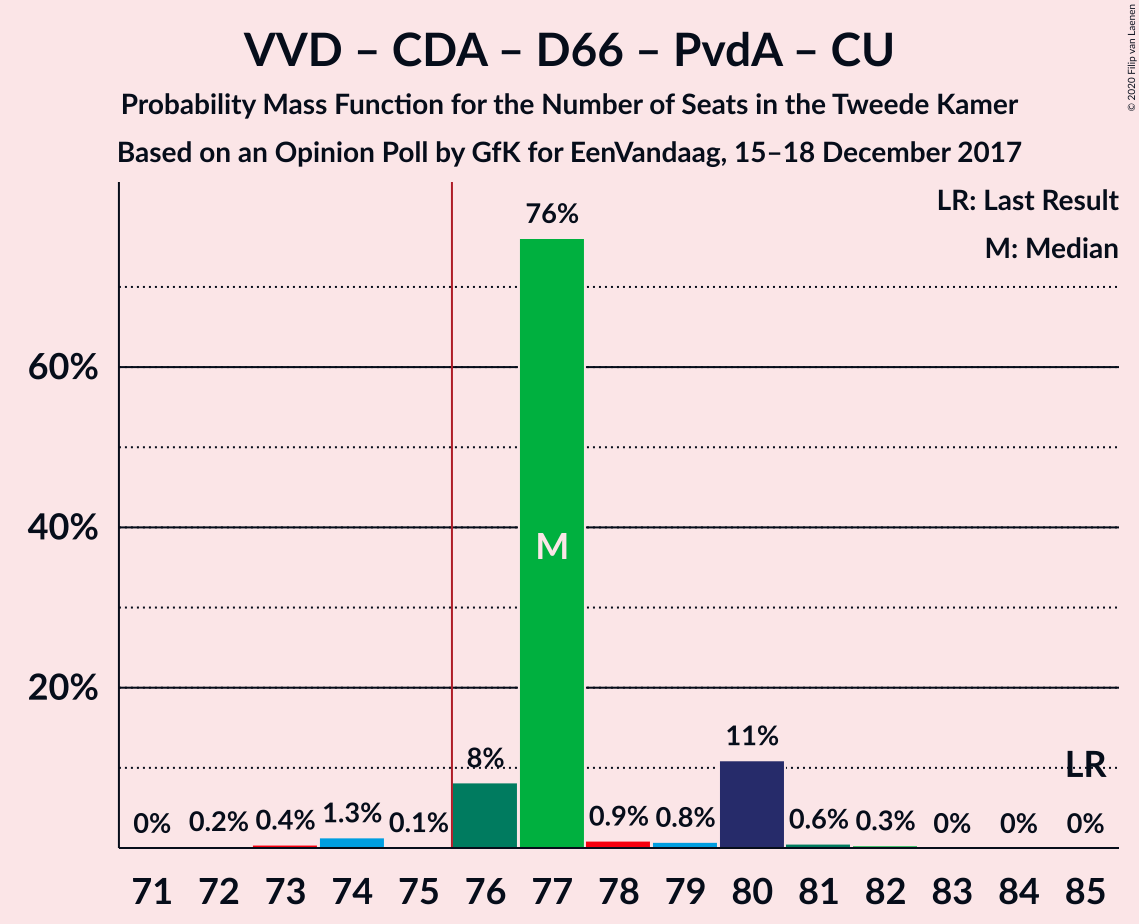 VVD – CDA – D66 – PvdA – CU
Probability Mass Function for the Number of Seats in the Tweede Kamer
Based on an Opinion Poll by GfK for EenVandaag, 15–18 December 2017
© 2020 Filip van Laenen
LR: Last Result
M: Median
76%
60%
40%
M
20%
11%
8%
LR
0% 0.2% 0.4% 1.3% 0.1% 0.9% 0.8% 0.6% 0.3% 0% 0% 0%
71 72 73 74 75 76 77 78 79 80 81 82 83 84 85